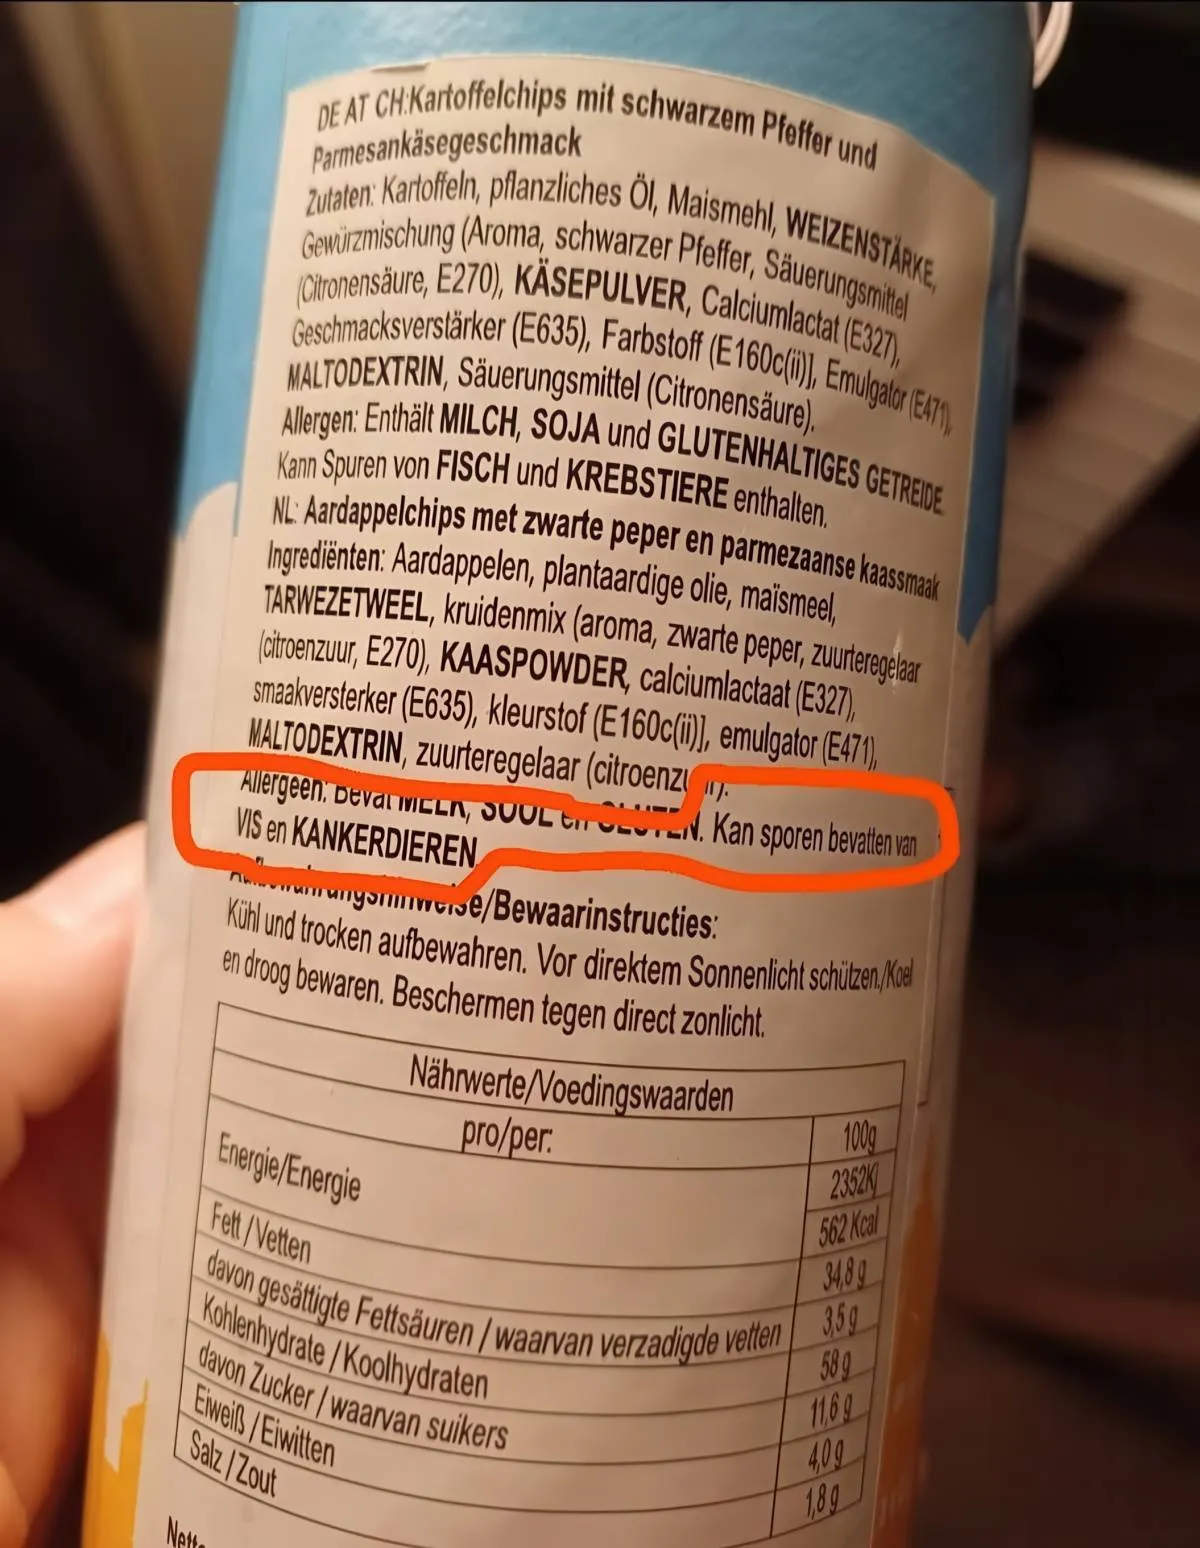 DE AT CH:Kartoffelchips mit schwarzem Pfeffer und
Parmesankäsegeschmack
Zutaten: Kartoffeln, pflanzliches Öl, Maismehl, WEIZENSTÄRKE,
Gewürzmischung (Aroma, schwarzer Pfeffer, Säuerungsmittel
(Citronensäure, E270), KÄSEPULVER, Calciumlactat (E327),
Geschmacksverstärker (E635), Farbstoff (E160c(ii)], Emulgator (E471),
MALTODEXTRIN, Säuerungsmittel (Citronensäure).
Allergen: Enthält MILCH, SOJA und GLUTENHALTIGES GETREIDE.
Kann Spuren von FISCH und KREBSTIERE enthalten.
NL: Aardappelchips met zwarte peper en parmezaanse kaassmaak
Ingrediënten: Aardappelen, plantaardige olie, maïsmeel,
TARWEZETWEEL, kruidenmix (aroma, zwarte peper, zuurteregelaar
(citroenzuur, E270), KAASPOWDER, calciumlactaat (E327),
smaakversterker (E635), kleurstof (E160c(ii)], emulgator (E471),
MALTODEXTRIN, zuurteregelaar (citroenzuur).
Allergeen: Bevat MELK, SOOL en GLUTEN. Kan sporen bevatten van
VIS en KANKERDIEREN.
Aufbewahrungshinweise/Bewaarinstructies:
Kühl und trocken aufbewahren. Vor direktem Sonnenlicht schützen./Koel
en droog bewaren. Beschermen tegen direct zonlicht.
Nährwerte/Voedingswaarden
pro/per: 100g
Energie/Energie 2352Kj
562 Kcal
Fett /Vetten 34,8 g
davon gesättigte Fettsäuren / waarvan verzadigde vetten 3,5 g
Kohlenhydrate /Koolhydraten 58 g
davon Zucker / waarvan suikers 11,6 g
Eiweiß /Eiwitten 4,0 g
Salz / Zout 1,8 g